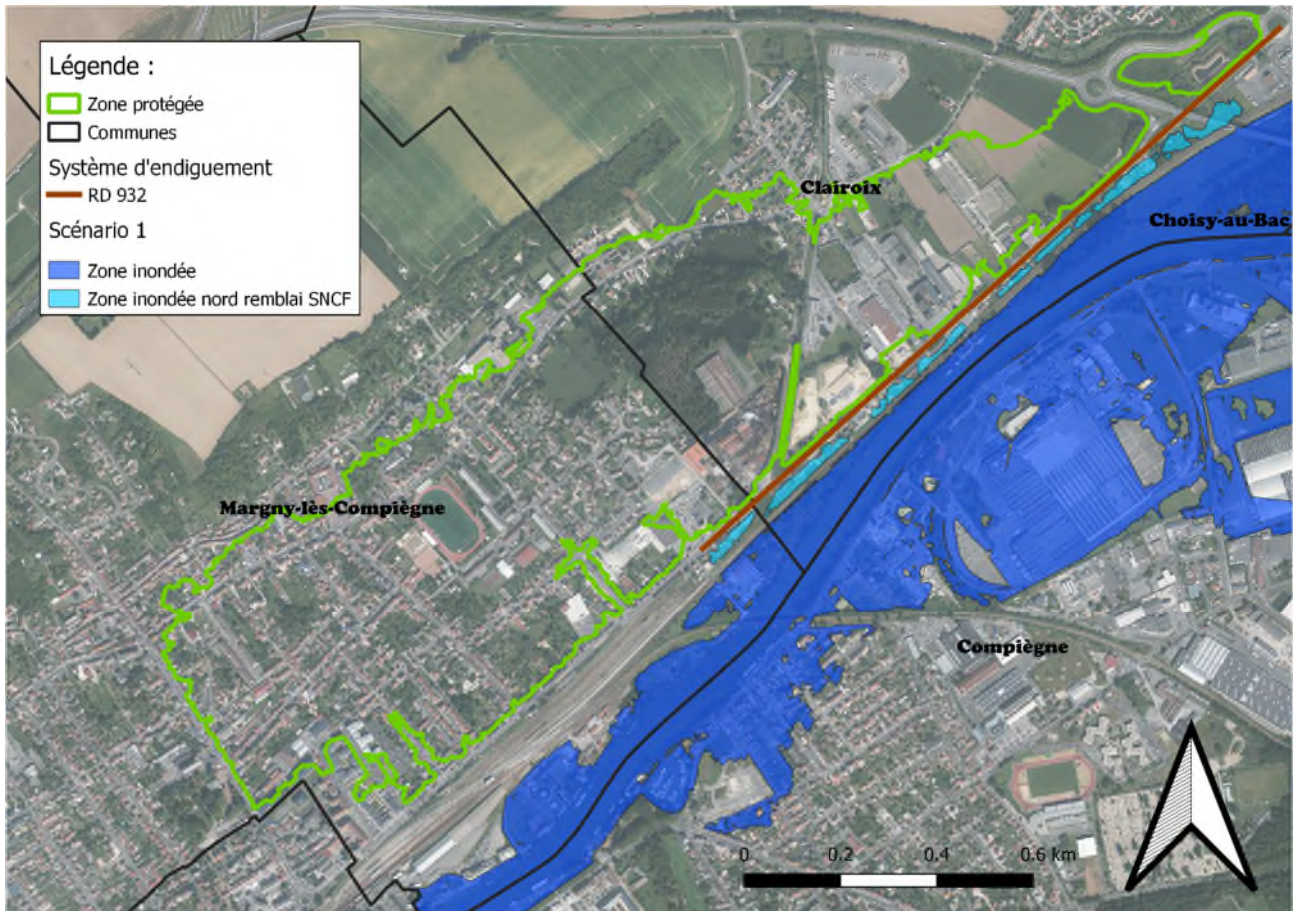 Légende :
Zone protégée
Communes
Système d'endiguement
RD 932
Scénario 1
Zone inondée
Zone inondée nord remblai SNCF
Clairoix
Choisy-au-Bac
Margny-lès-Compiègne
Compiègne
0 0.2 0.4 0.6 km